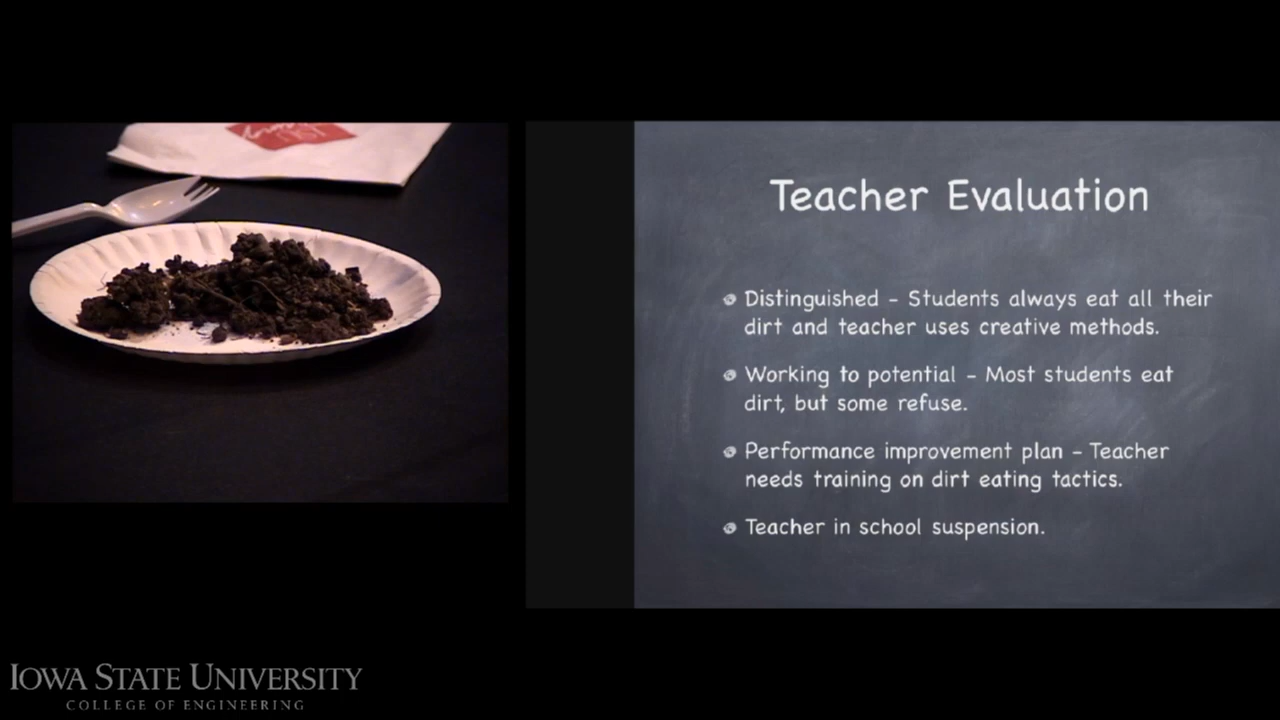 Teacher Evaluation
Distinguished - Students always eat all their
dirt and teacher uses creative methods.
Working to potential - Most students eat
dirt, but some refuse.
Performance improvement plan - Teacher
needs training on dirt eating tactics.
Teacher in school suspension.
IOWA STATE UNIVERSITY
COLLEGE OF ENGINEERING